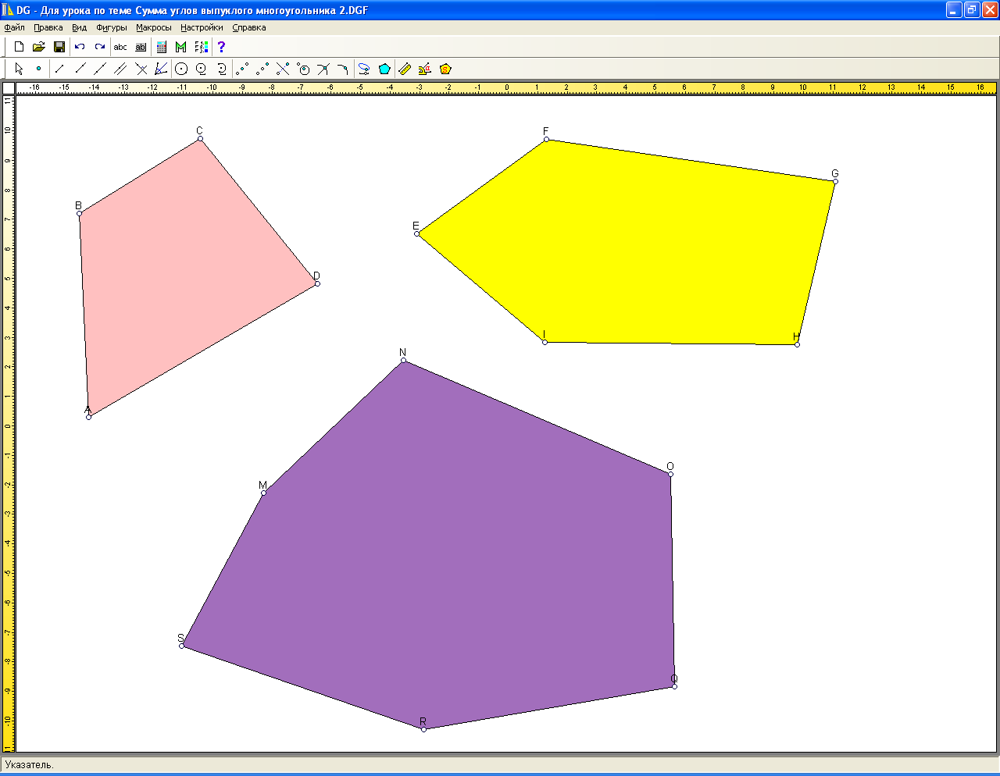 DG - Для урока по теме Сумма углов выпуклого многоугольника 2.DGF
Файл Правка Вид Фигуры Макросы Настройки Справка
abc ab
-16 -15 -14 -13 -12 -11 -10 -9 -8 -7 -6 -5 -4 -3 -2 -1 0 1 2 3 4 5 6 7 8 9 10 11 12 13 14 15 16
11
10
9
8
7
6
5
4
3
2
1
0
-1
-2
-3
-4
-5
-6
-7
-8
-9
-10
C
F
G
B
E
D
I
H
N
A
O
M
S
Q
R
Указатель.